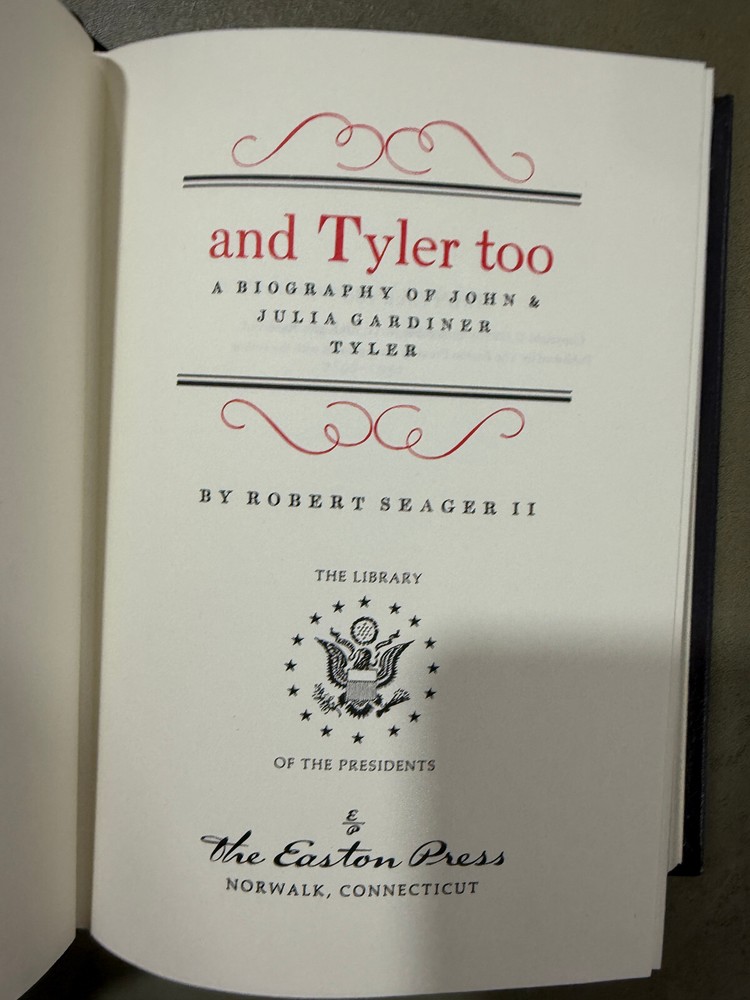 and Tyler too
A BIOGRAPHY OF JOHN &
JULIA GARDINER
TYLER
BY ROBERT SEAGER II
THE LIBRARY
OF THE PRESIDENTS
E
P
The Easton Press
NORWALK, CONNECTICUT